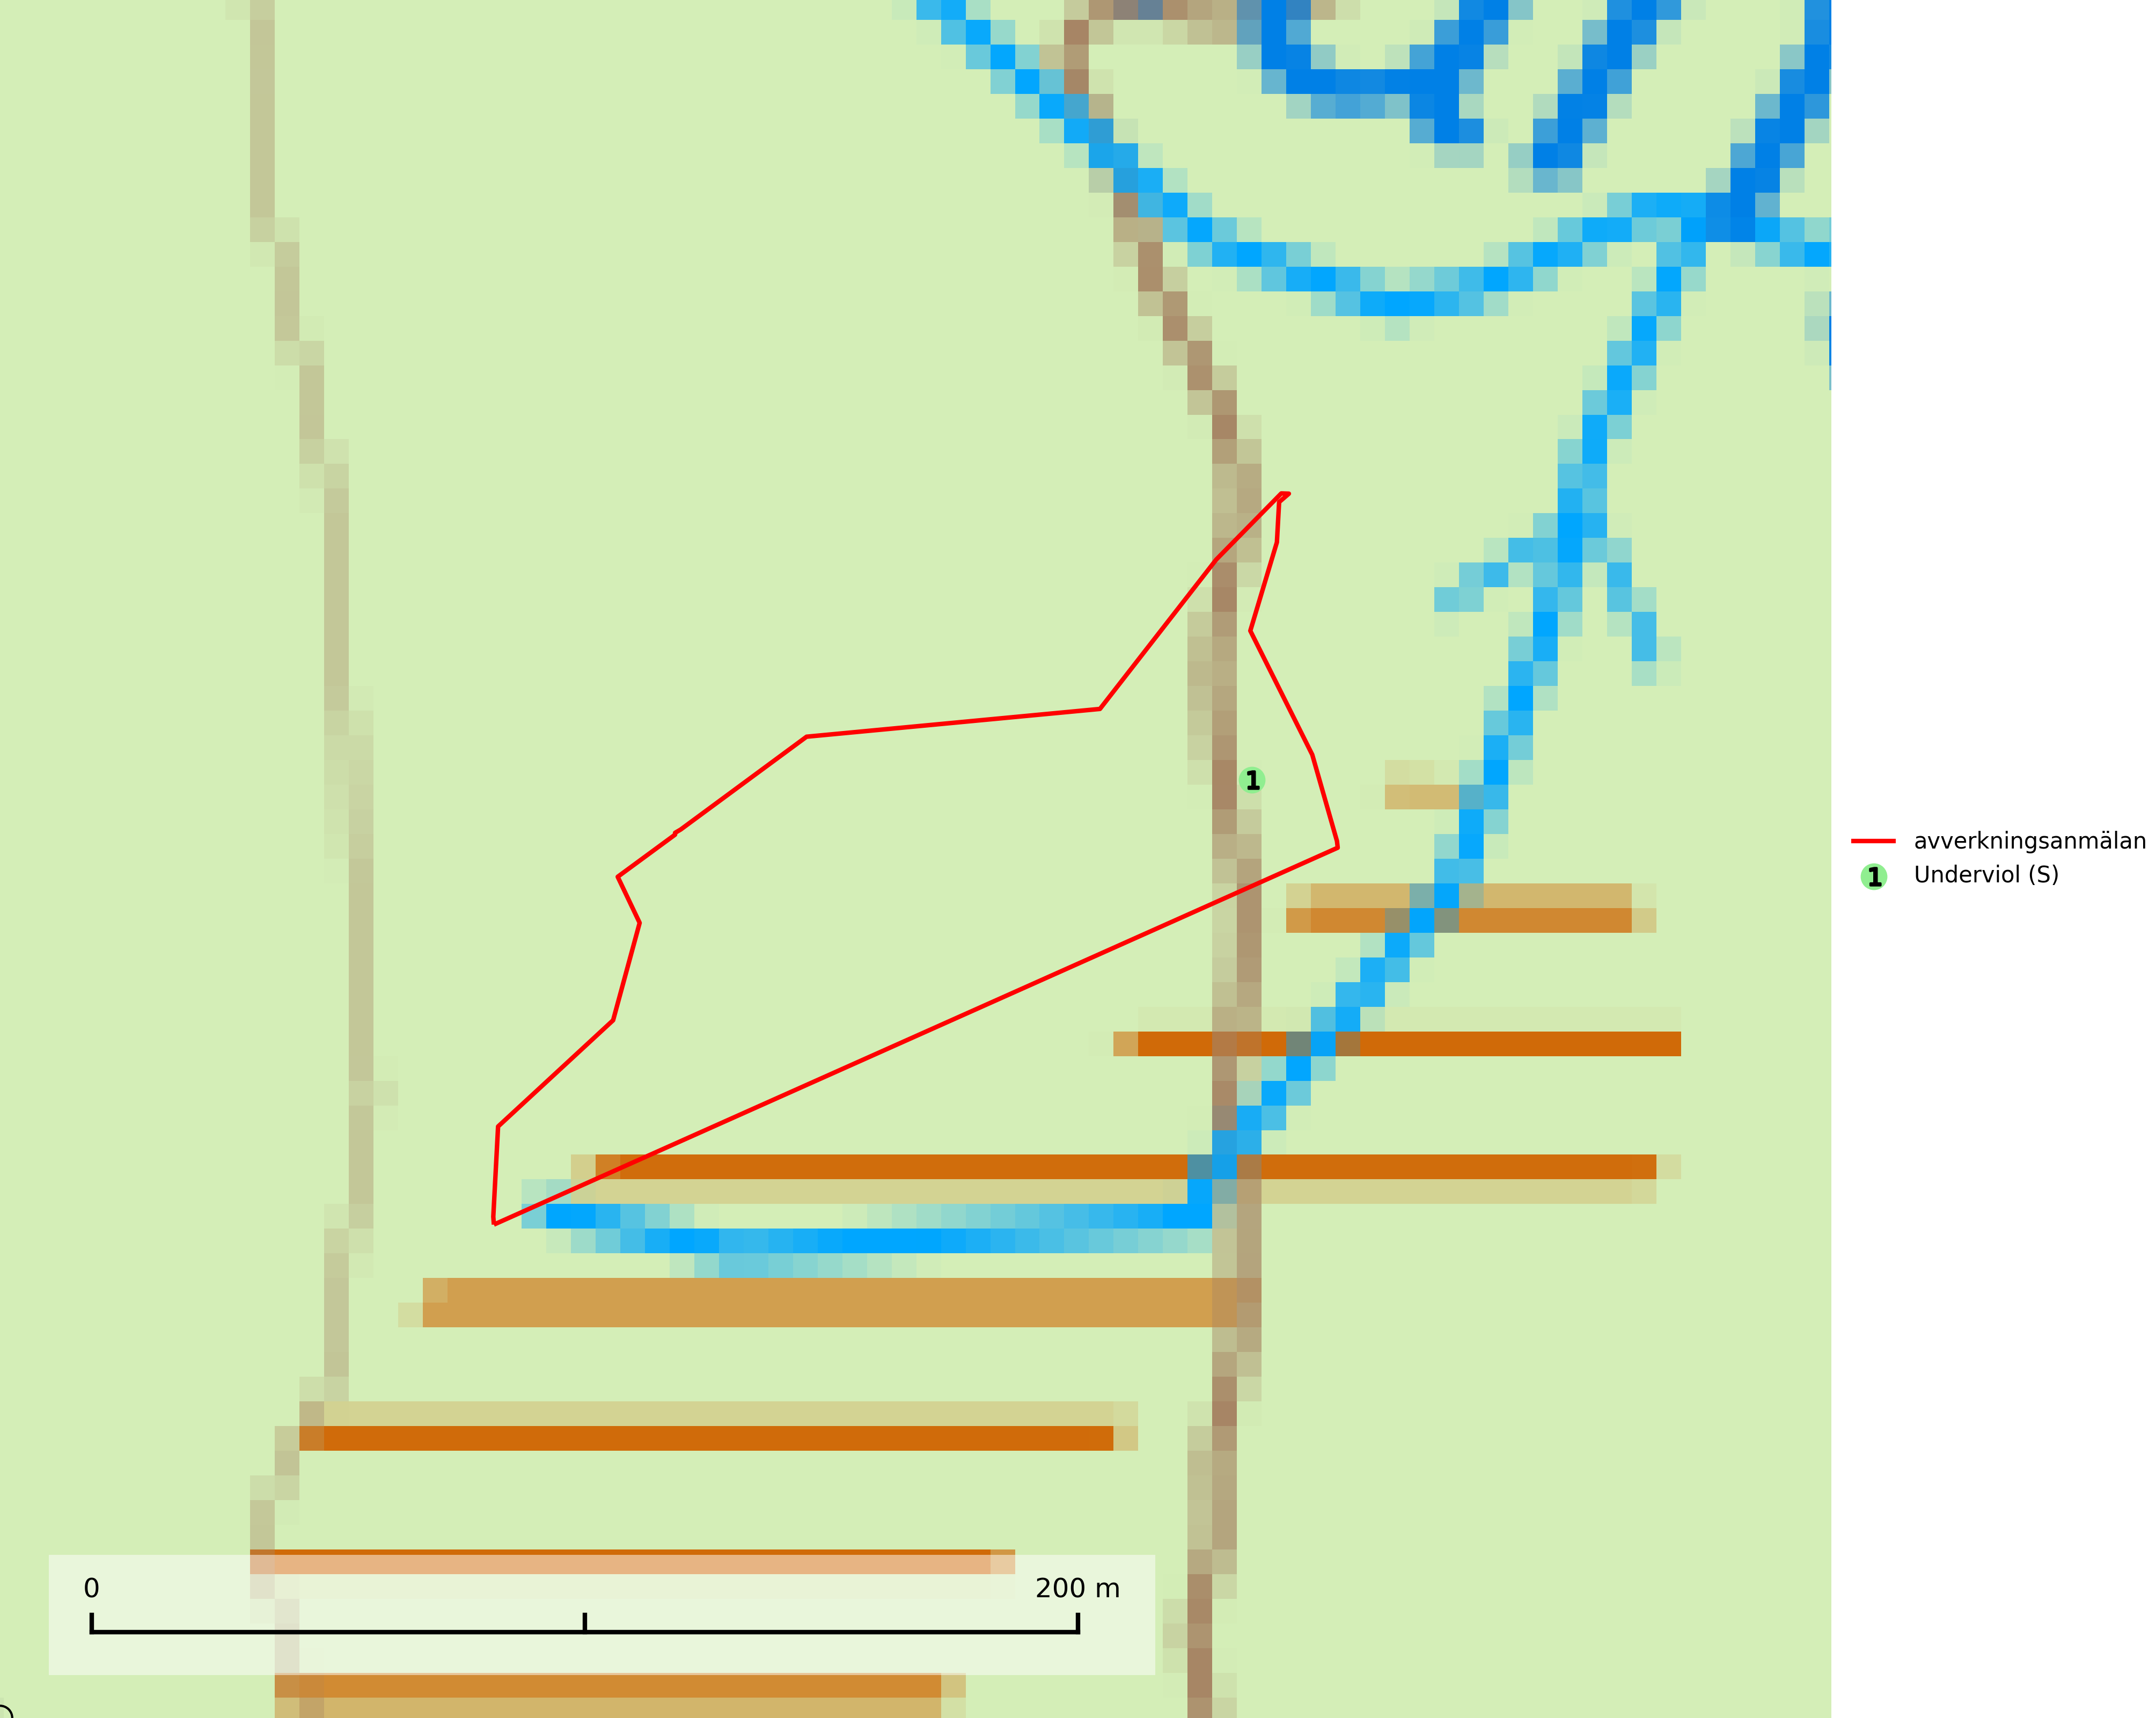 1
avverkningsanmälan
1 Underviol (S)
0 200 m